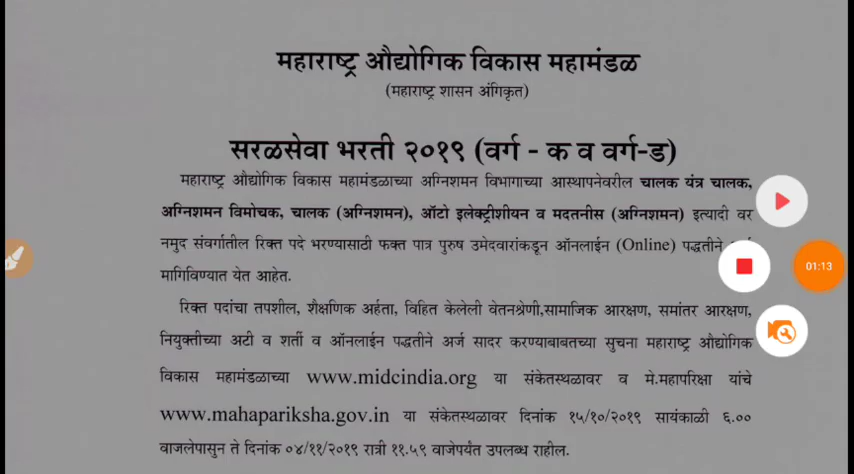 महाराष्ट्र औद्योगिक विकास महामंडळ
(महाराष्ट्र शासन अंगिकृत)
सरळसेवा भरती २०१९ (वर्ग - क व वर्ग-ड)
महाराष्ट्र औद्योगिक विकास महामंडळाच्या अग्निशमन विभागाच्या आस्थापनेवरील चालक यंत्र चालक,
अग्निशमन विमोचक, चालक (अग्निशमन), ऑटो इलेक्ट्रीशीयन व मदतनीस (अग्निशमन) इत्यादी वर
नमुद संवर्गातील रिक्त पदे भरण्यासाठी फक्त पात्र पुरुष उमेदवारांकडून ऑनलाईन (Online) पद्धतीने
मागिविण्यात येत आहेत.
01:13
रिक्त पदांचा तपशील, शैक्षणिक अर्हता, विहित केलेली वेतनश्रेणी,सामाजिक आरक्षण, समांतर आरक्षण,
नियुक्तीच्या अटी व शर्ती व ऑनलाईन पद्धतीने अर्ज सादर करण्याबाबतच्या सुचना महाराष्ट्र औद्योगिक
विकास महामंडळाच्या www.midcindia.org या संकेतस्थळावर व मे.महापरिक्षा यांचे
www.mahapariksha.gov.in या संकेतस्थळावर दिनांक १५/१०/२०१९ सायंकाळी ६.००
वाजलेपासुन ते दिनांक ०४/११/२०१९ रात्री ११.५९ वाजेपर्यंत उपलब्ध राहील.